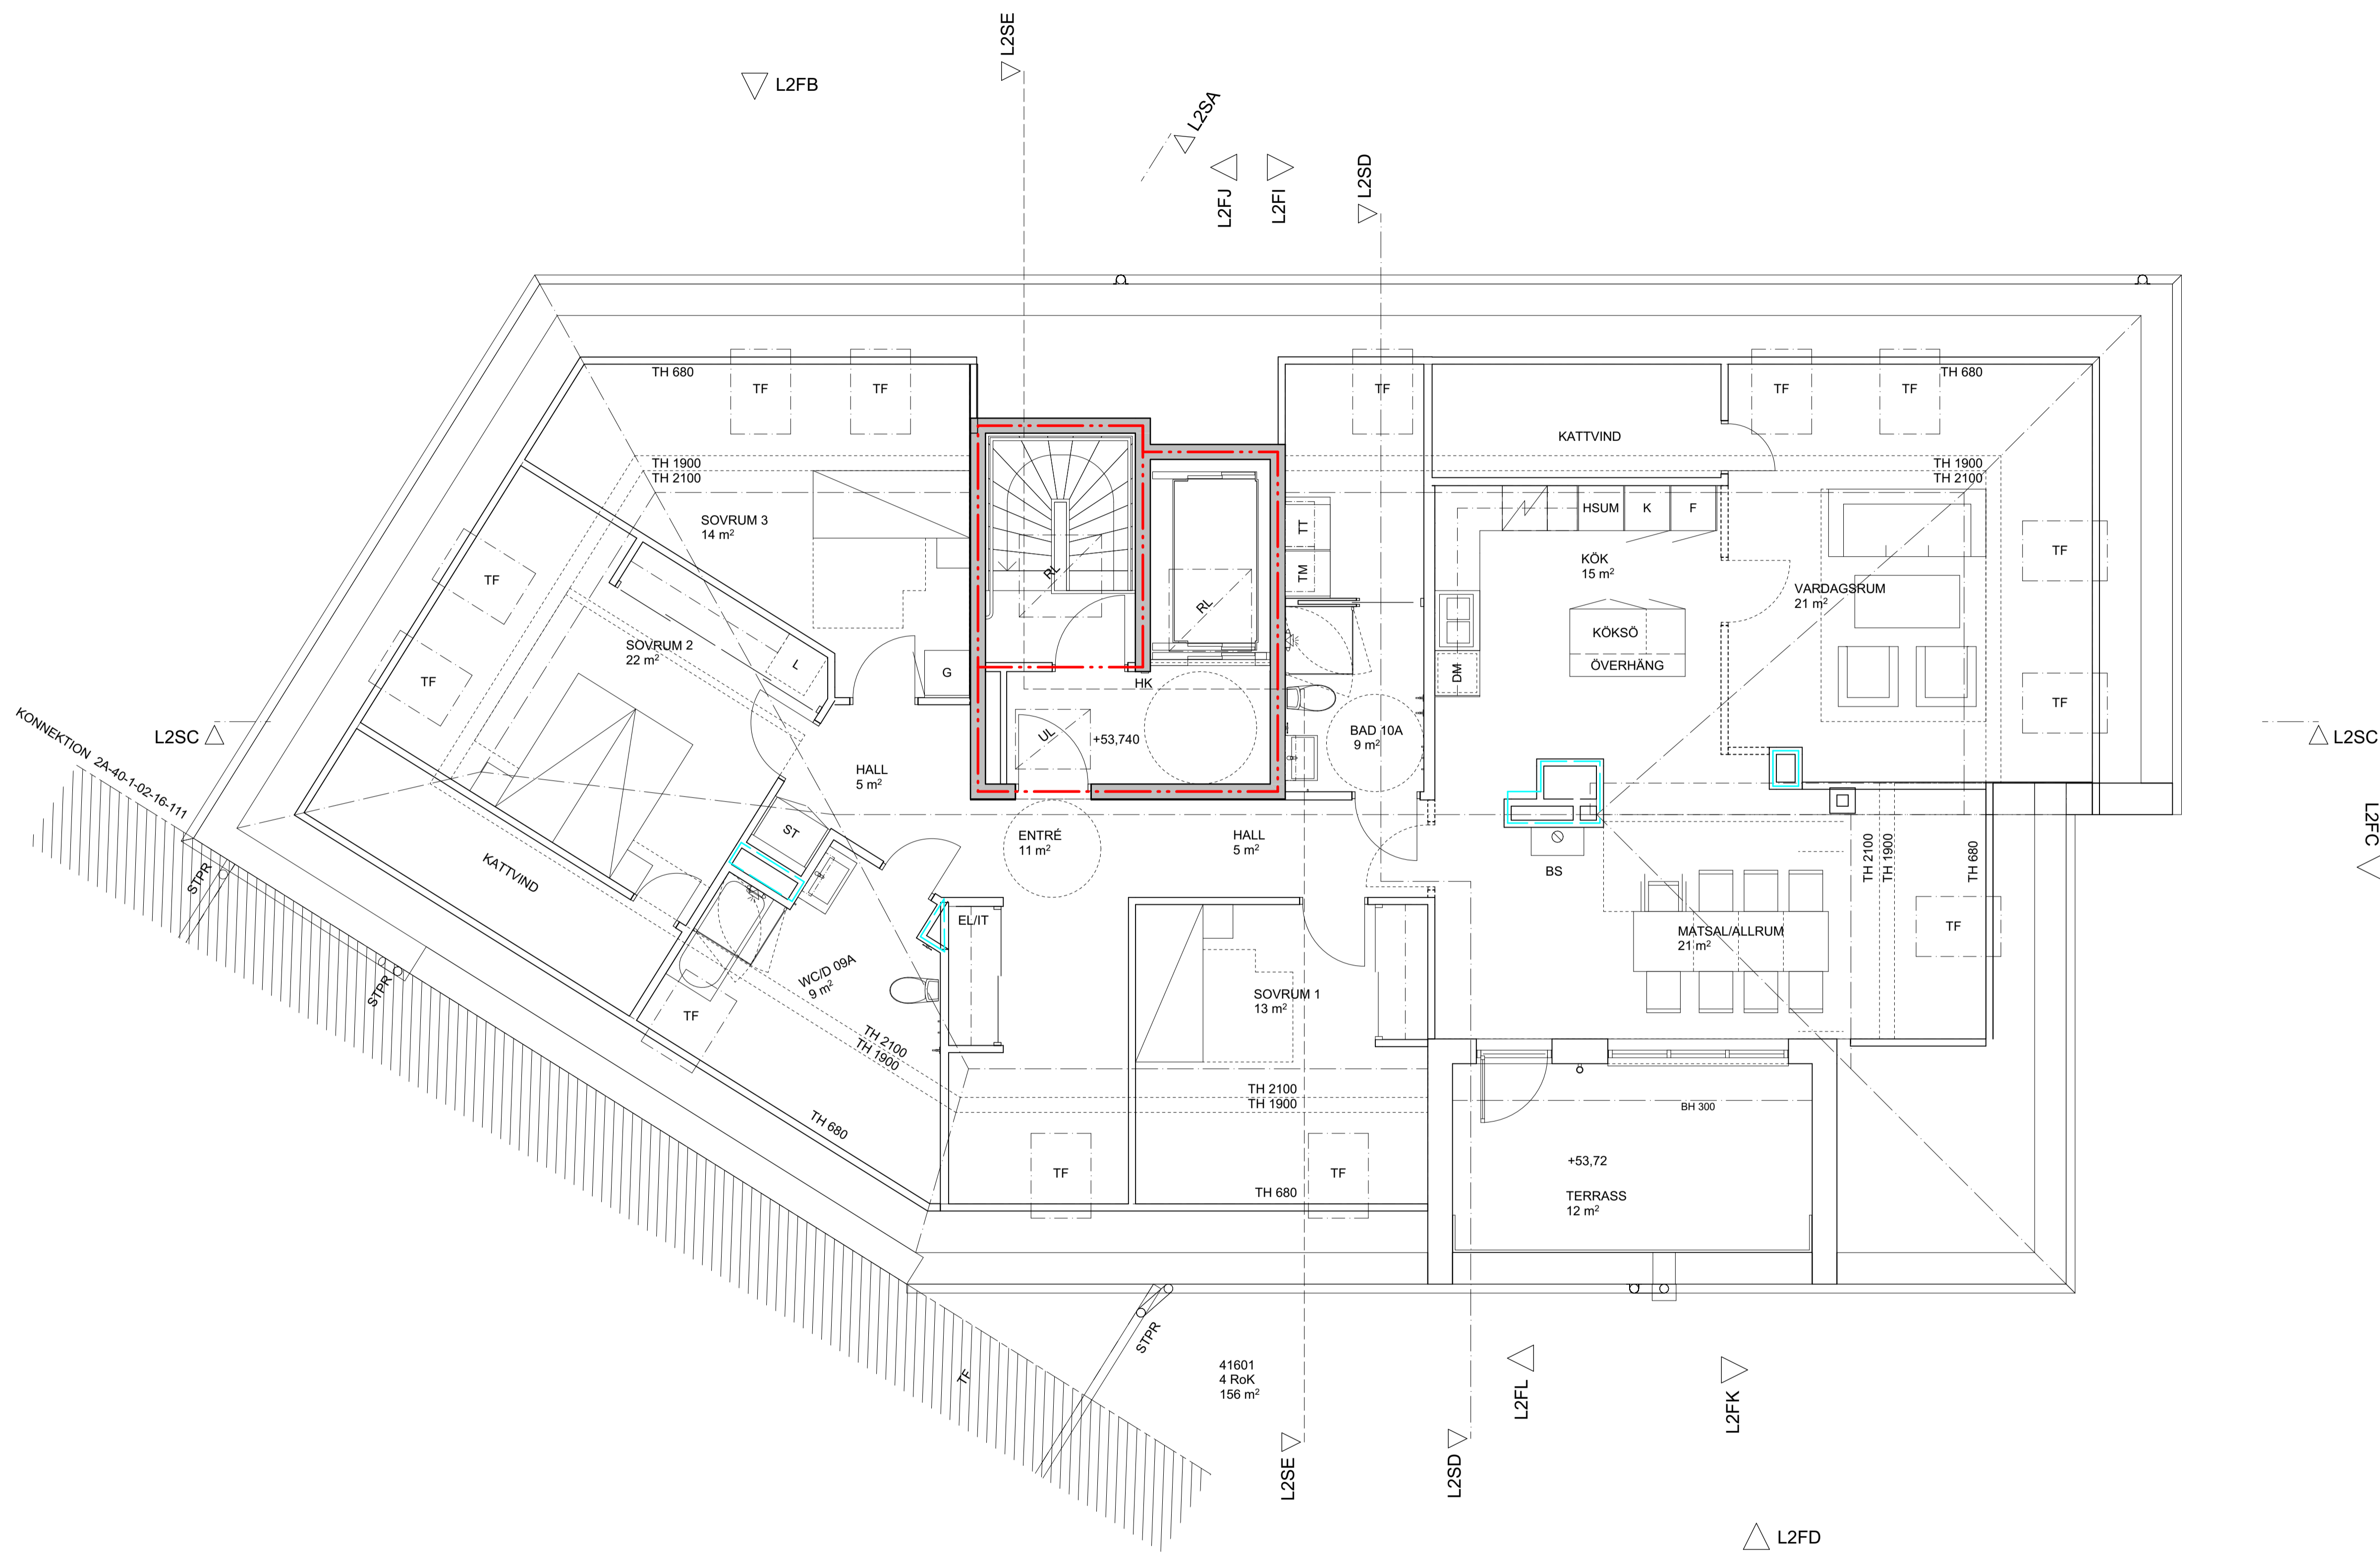 L2SE
L2FB
L2SA
L2FJ
L2FI
L2SD
TH 680
TF
TF
TF
TF
TF
TH 680
KATTVIND
TH 1900
TH 2100
TH 1900
TH 2100
SOVRUM 3
14 m²
HSUM
K
F
TT
TM
RL
RL
KÖK
15 m²
TF
TF
VARDAGSRUM
21 m²
KÖKSÖ
ÖVERHÄNG
SOVRUM 2
22 m²
L
G
HK
DM
TF
TF
KONNEKTION 2A-40-1-02-16-111
L2SC
UL
+53,740
BAD 10A
9 m²
L2SC
HALL
5 m²
ST
ENTRÉ
11 m²
HALL
5 m²
BS
TH 2100
TH 1900
TH 680
L2FC
KATTVIND
STPR
STPR
EL/IT
MATSAL/ALLRUM
21 m²
TF
WC/D 09A
9 m²
SOVRUM 1
13 m²
TF
TH 2100
TH 1900
TH 2100
TH 1900
BH 300
TH 680
TF
TF
+53,72
TH 680
TERRASS
12 m²
STPR
TF
41601
4 RoK
156 m²
L2FL
L2FK
L2SE
L2SD
L2FD